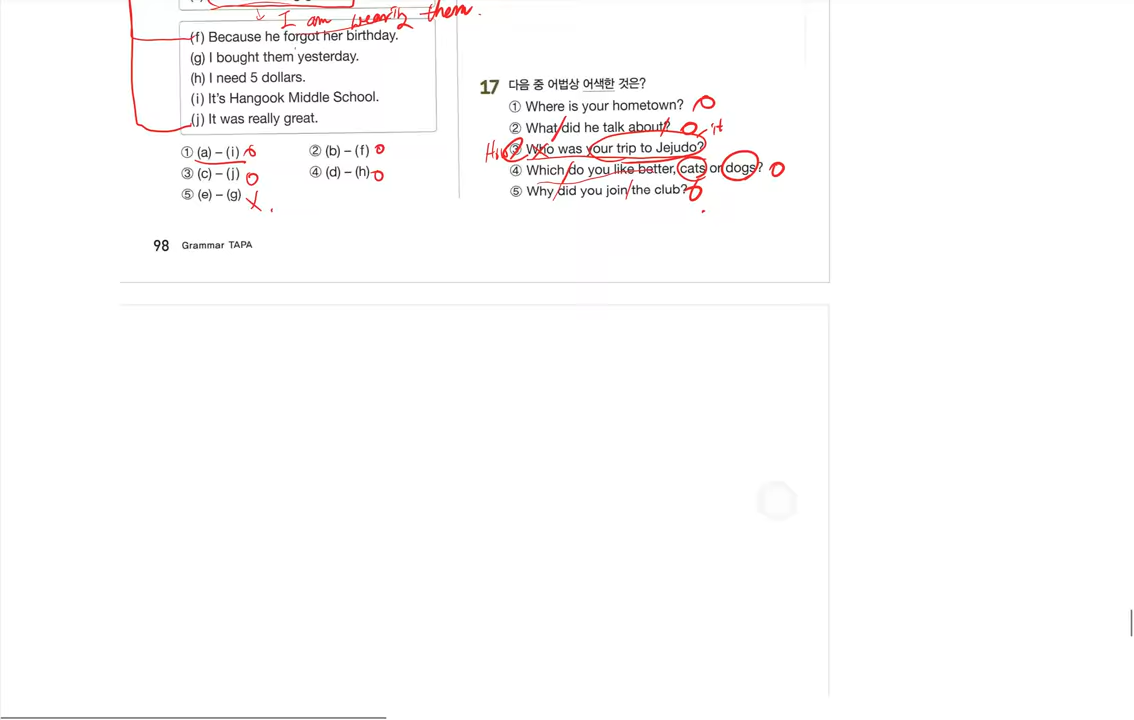 I am wearing them.
(f) Because he forgot her birthday.
(g) I bought them yesterday.
(h) I need 5 dollars.
(i) It's Hangook Middle School.
(j) It was really great.
① (a) – (i) o
② (b) – (f) o
③ (c) – (j) o
④ (d) – (h) o
⑤ (e) – (g) x
98 Grammar TAPA
17 다음 중 어법상 어색한 것은?
① Where is your hometown? o
② What did he talk about? o
it
③ Who was your trip to Jejudo?
④ Which do you like better, cats or dogs? o
⑤ Why did you join the club? o